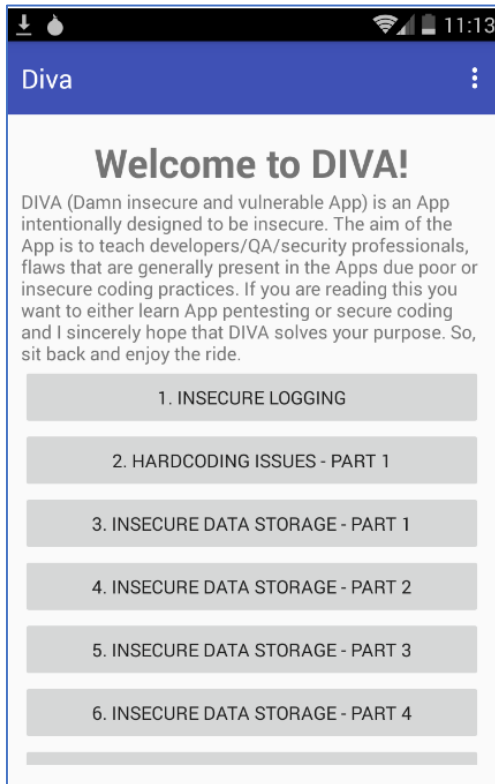 11:13
Diva
Welcome to DIVA!
DIVA (Damn insecure and vulnerable App) is an App
intentionally designed to be insecure. The aim of the
App is to teach developers/QA/security professionals,
flaws that are generally present in the Apps due poor or
insecure coding practices. If you are reading this you
want to either learn App pentesting or secure coding
and I sincerely hope that DIVA solves your purpose. So,
sit back and enjoy the ride.
1. INSECURE LOGGING
2. HARDCODING ISSUES - PART 1
3. INSECURE DATA STORAGE - PART 1
4. INSECURE DATA STORAGE - PART 2
5. INSECURE DATA STORAGE - PART 3
6. INSECURE DATA STORAGE - PART 4